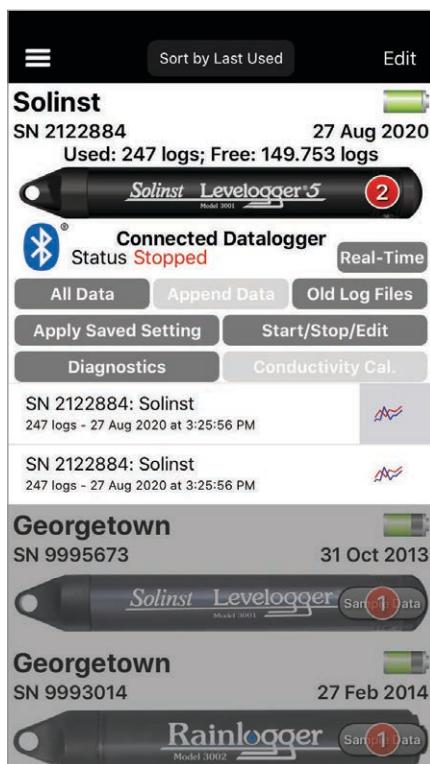 Sort by Last Used
Edit
Solinst
SN 2122884
27 Aug 2020
Used: 247 logs; Free: 149.753 logs
Solinst Levelogger®5
Model 3001
2
®
Connected Datalogger
Status Stopped
Real-Time
All Data
Append Data
Old Log Files
Apply Saved Setting
Start/Stop/Edit
Diagnostics
Conductivity Cal.
SN 2122884: Solinst
247 logs - 27 Aug 2020 at 3:25:56 PM
SN 2122884: Solinst
247 logs - 27 Aug 2020 at 3:25:56 PM
Georgetown
SN 9995673
31 Oct 2013
Solinst Levelogger
Model 3001
Sample Data
1
Georgetown
SN 9993014
27 Feb 2014
Rainlogger
Model 3002
Sample Data
1